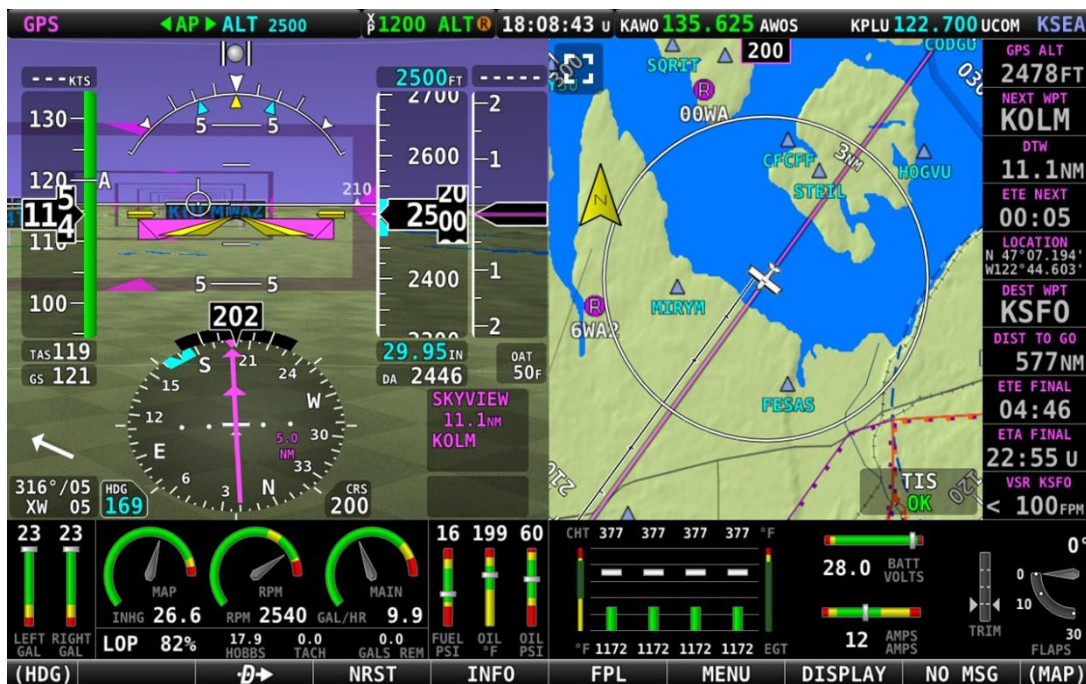 GPS
AP ALT 2500
XP 1200 ALT R
18:08:43 U
KAWO 135.625 AWOS
KPLU 122.700 UCOM
KSEA
---KTS
130
120
110
100
A
TAS 119
GS 121
5 5
5 5
210
202
2500FT
2700
2600
2400
-----
2
1
1
2
29.95IN
DA 2446
OAT
50F
SKYVIEW
11.1NM
KOLM
S 21 24 W 30 33 N 3 6 E 12 15
5.0
NM
316°/05
XW 05
HDG
169
CRS
200
200
CODGU
SQRIT
R
00WA
030
300
3NM
CFCFF
STEIL
HOGVU
N
MIRYM
R
6WA2
FESAS
210
120
TIS
OK
GPS ALT
2478FT
NEXT WPT
KOLM
DTW
11.1NM
ETE NEXT
00:05
LOCATION
N 47°07.194'
W122°44.603'
DEST WPT
KSFO
DIST TO GO
577NM
ETE FINAL
04:46
ETA FINAL
22:55 U
VSR KSFO
< 100FPM
23 23
LEFT GAL
RIGHT GAL
MAP
INHG 26.6
RPM
RPM 2540
MAIN
GAL/HR 9.9
LOP 82%
17.9 HOBBS
0.0 TACH
0.0 GALS REM
16 199 60
FUEL PSI
OIL °F
OIL PSI
CHT 377 377 377 377 °F
°F 1172 1172 1172 1172 EGT
28.0 BATT VOLTS
12 AMPS AMPS
TRIM
0°
0
10
30
FLAPS
(HDG) D NRST INFO FPL MENU DISPLAY NO MSG (MAP)